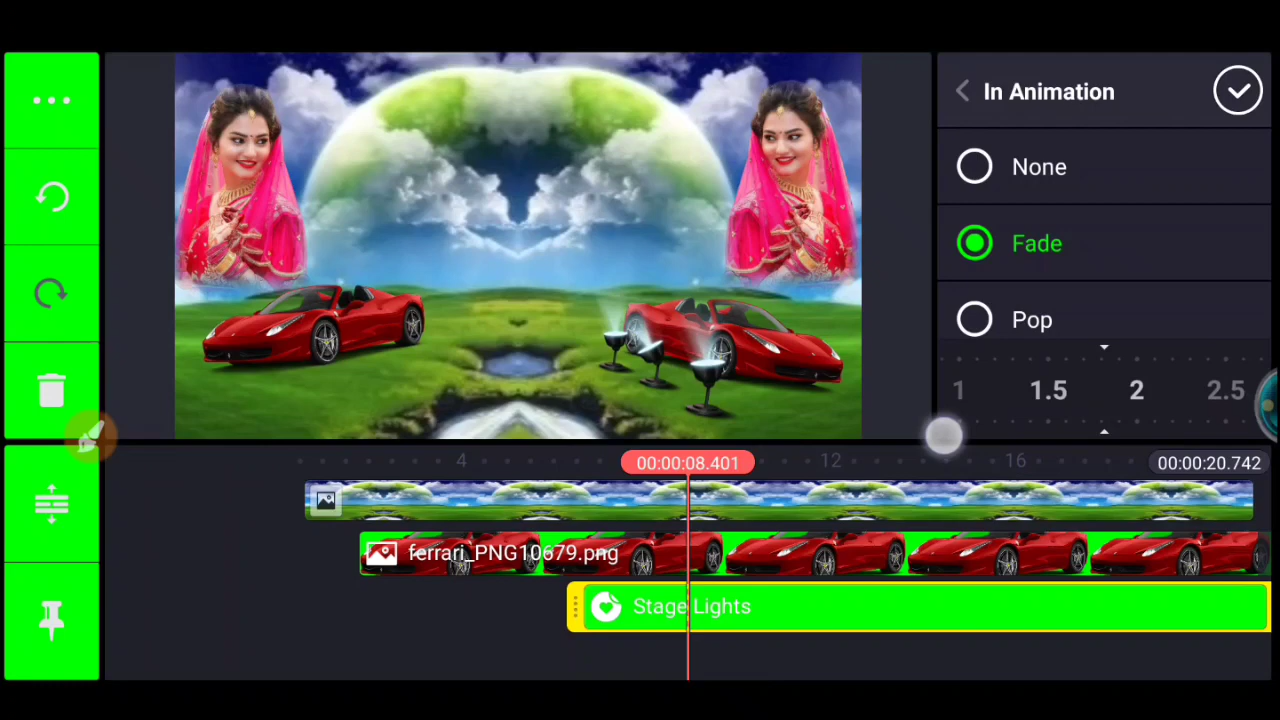 In Animation
None
Fade
Pop
1 1.5 2 2.5
4 00:00:08.401 12 16 00:00:20.742
ferrari_PNG10679.png
Stage Lights